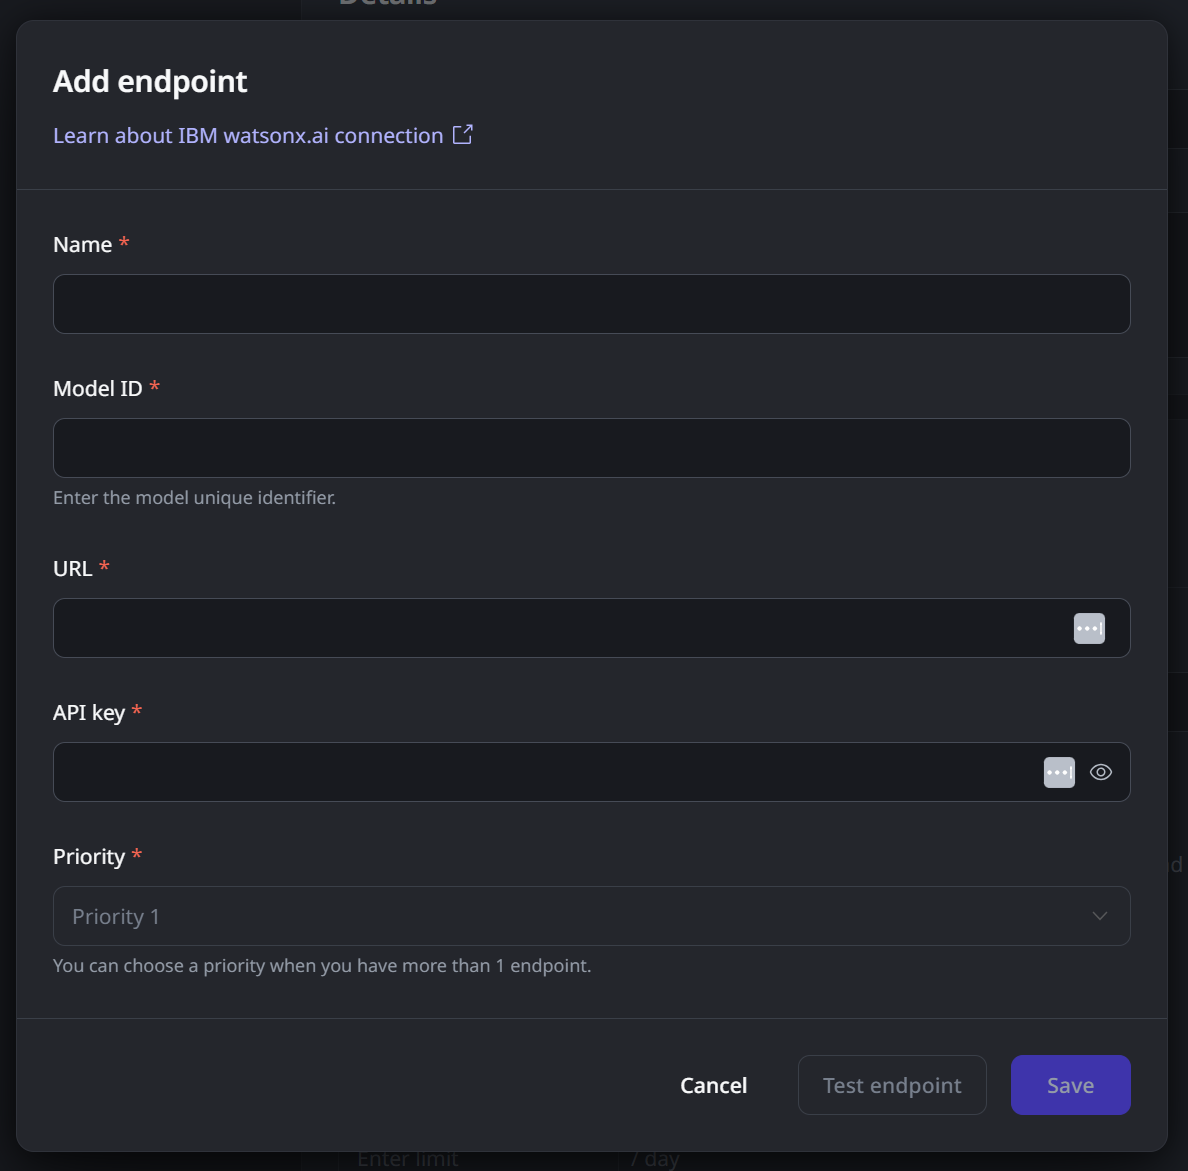 Details
Add endpoint
Learn about IBM watsonx.ai connection
Name *
Model ID *
Enter the model unique identifier.
URL *
API key *
Priority *
Priority 1
You can choose a priority when you have more than 1 endpoint.
Cancel
Test endpoint
Save
Enter limit
/ day